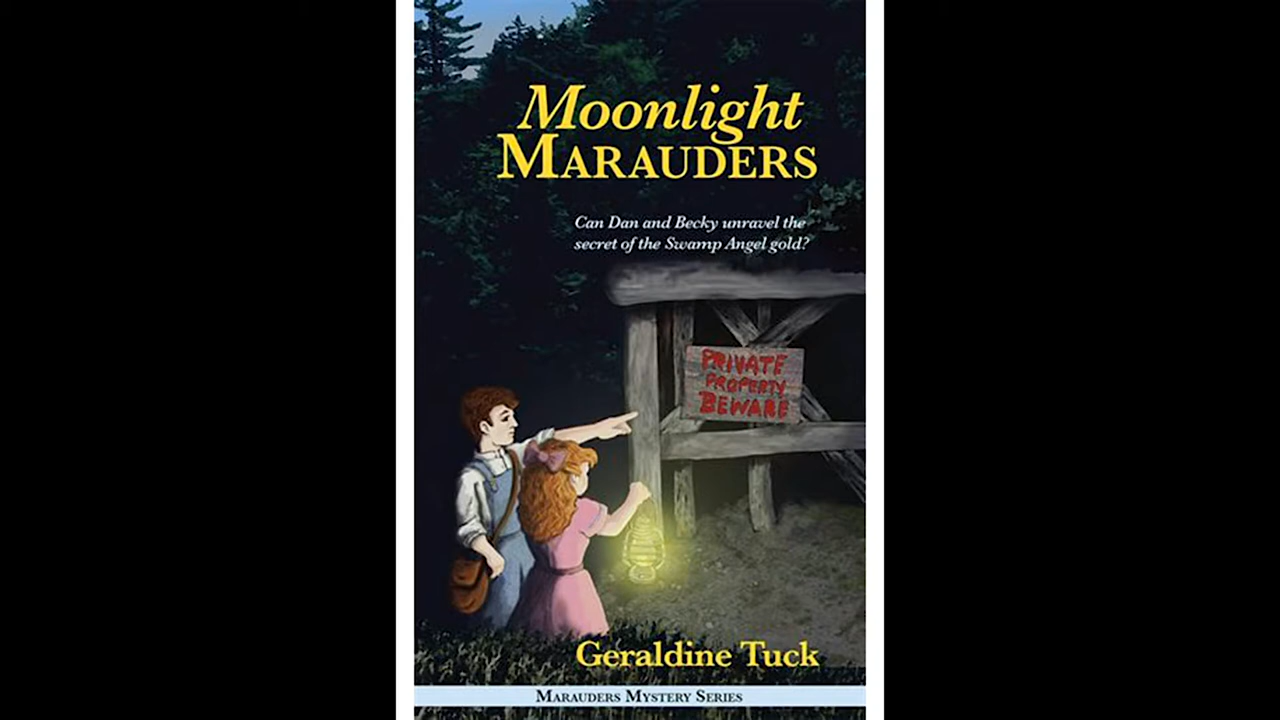 Moonlight
MARAUDERS
Can Dan and Becky unravel the
secret of the Swamp Angel gold?
PRIVATE
PROPERTY
BEWARE
Geraldine Tuck
MARAUDERS MYSTERY SERIES